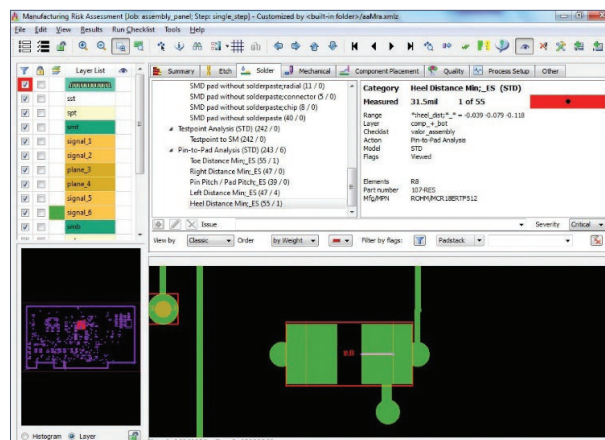 Manufacturing Risk Assessment [Job: assembly_panel; Step: single_step] - Customized by <built-in folder>/aaMra.xmlz
File Edit View Results Run Checklist Tools Help
Layer List
sst
spt
smt
signal_1
signal_2
plane_3
plane_4
signal_5
signal_6
smb
Summary Etch Solder Mechanical Component Placement Quality Process Setup Other
SMD pad without solderpaste;radial (11 / 0)
SMD pad without solderpaste;connector (5 / 0)
SMD pad without solderpaste;chip (8 / 0)
SMD pad without solderpaste (40 / 0)
Testpoint Analysis (STD) (242 / 0)
Testpoint to SM (242 / 0)
Pin-to-Pad Analysis (STD) (243 / 6)
Toe Distance Min;_ES (55 / 1)
Right Distance Min;_ES (47 / 0)
Pin Pitch / Pad Pitch;_ES (39 / 0)
Left Distance Min;_ES (47 / 4)
Heel Distance Min;_ES (55 / 1)
Category Heel Distance Min;_ES (STD)
Measured 31.5mil 1 of 55
Range "heel_dist;*_" = -0.039 -0.079 -0.118
Layer comp_+_bot
Checklist valor_assembly
Action Pin-to-Pad Analysis
Model STD
Flags Viewed
Elements R8
Part number 107-RES
Mfg/MPN ROHM/MCR18ERTPS12
Issue Severity Critical
View by Classic Order by Weight Filter by flags: Padstack
R8
Histogram Layer